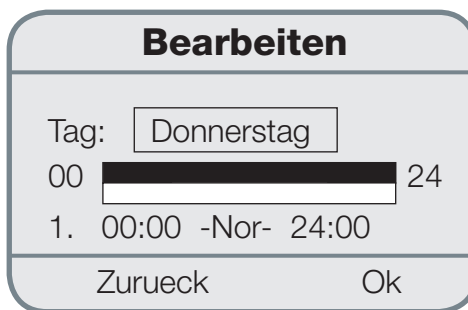 Bearbeiten
Tag: Donnerstag
00 24
1. 00:00 -Nor- 24:00
Zurueck Ok